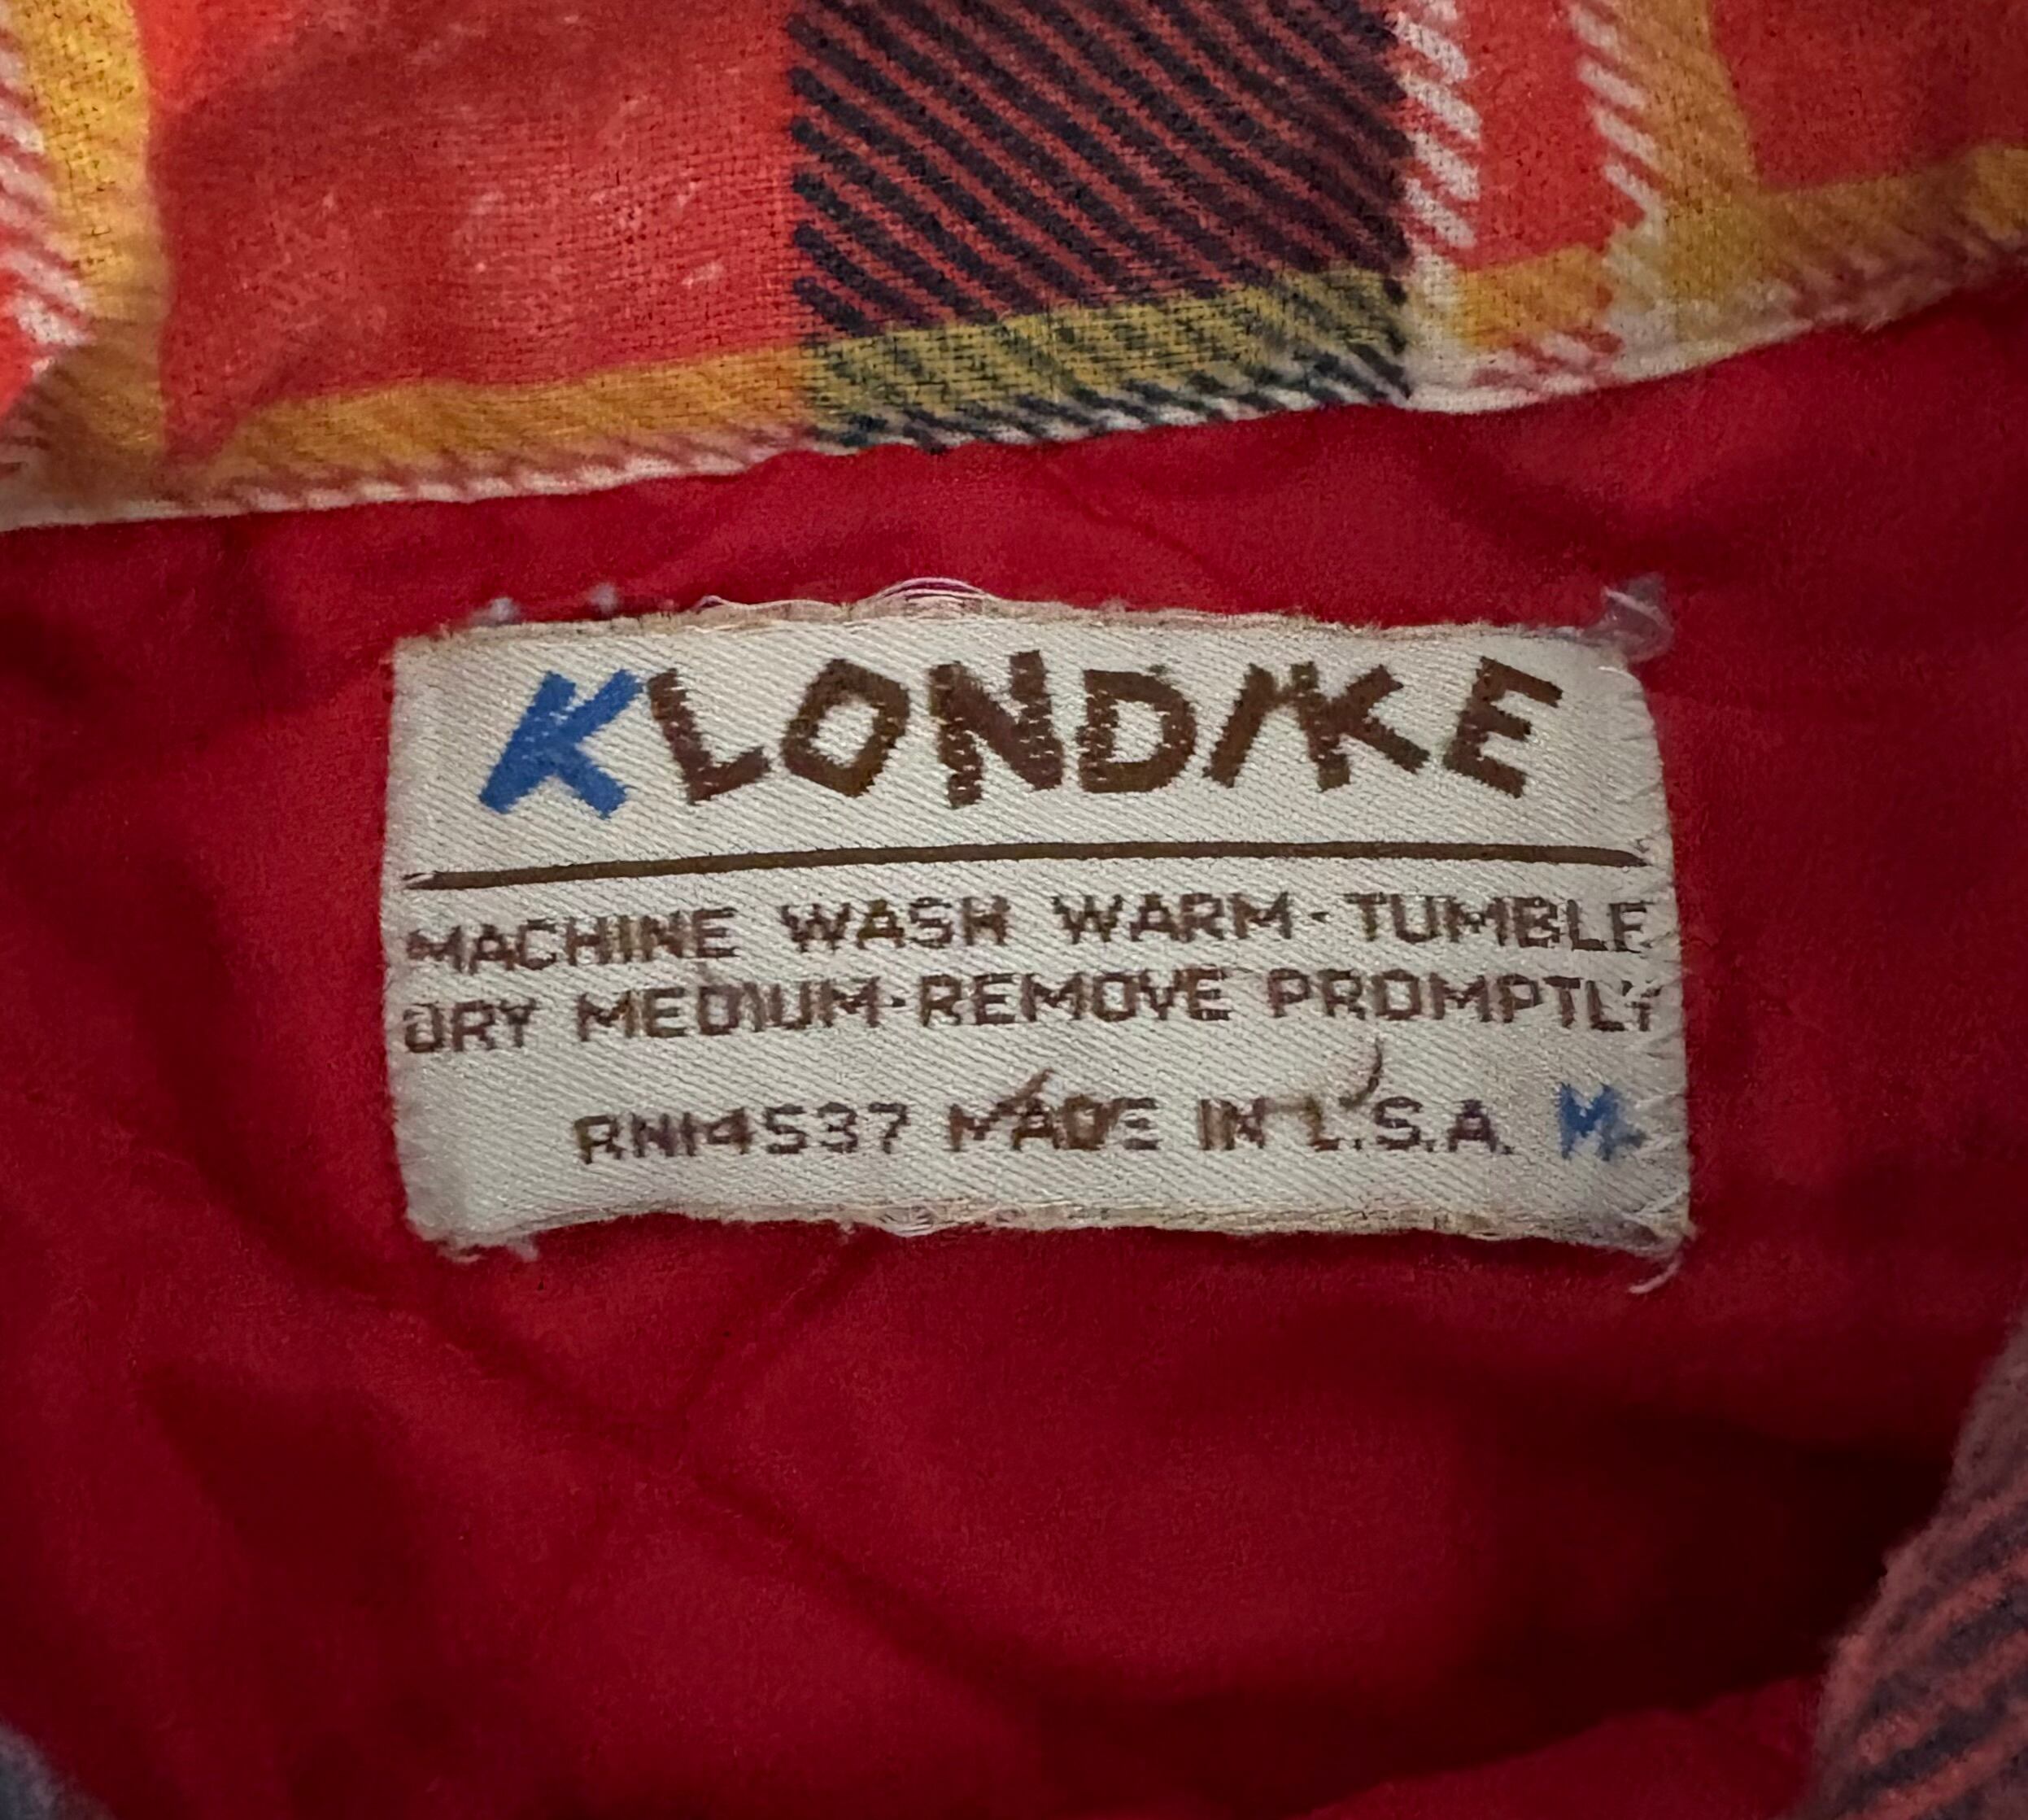 KLONDIKE
MACHINE WASH WARM-TUMBLE
DRY MEDIUM-REMOVE PROMPTLY
RN14537 MADE IN U.S.A. M.